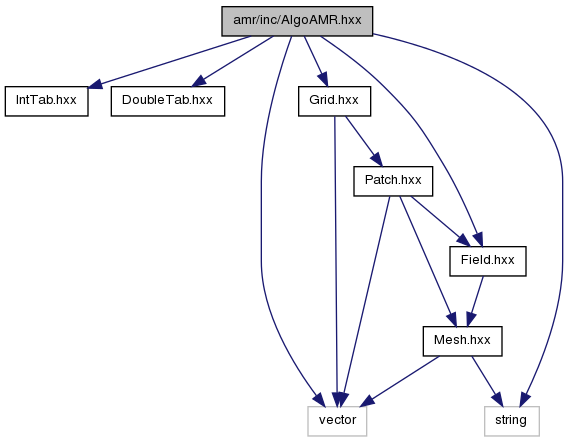 amr/inc/AlgoAMR.hxx
IntTab.hxx
DoubleTab.hxx
Grid.hxx
Patch.hxx
Field.hxx
Mesh.hxx
vector
string